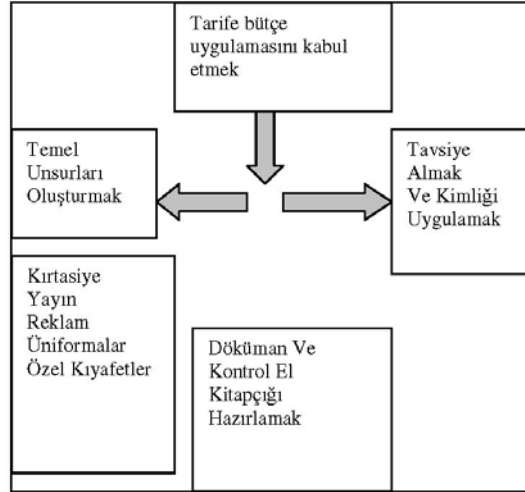 Tarife bütçe
uygulamasını kabul
etmek
Temel
Unsurları
Oluşturmak
Tavsiye
Almak
Ve Kimliği
Uygulamak
Kırtasiye
Yayın
Reklam
Üniformalar
Özel Kıyafetler
Döküman Ve
Kontrol El
Kitapçığı
Hazırlamak